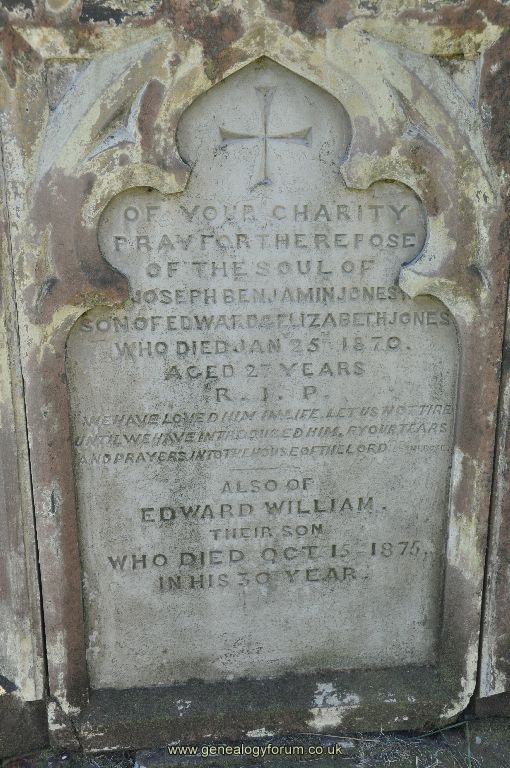 OF YOUR CHARITY
PRAY FOR THE REPOSE
OF THE SOUL OF
JOSEPH BENJAMIN JONES,
SON OF EDWARD & ELIZABETH JONES
WHO DIED JAN 25TH 1870.
AGED 27 YEARS
R. I. P.
WE HAVE LOVED HIM IN LIFE. LET US NOT TIRE
UNTIL WE HAVE INTRODUCED HIM, BY OUR TEARS
AND PRAYERS INTO THE HOUSE OF THE LORD
ALSO OF
EDWARD WILLIAM.
THEIR SON
WHO DIED OCT 15 1875,
IN HIS 30 YEAR.
www.genealogyforum.co.uk